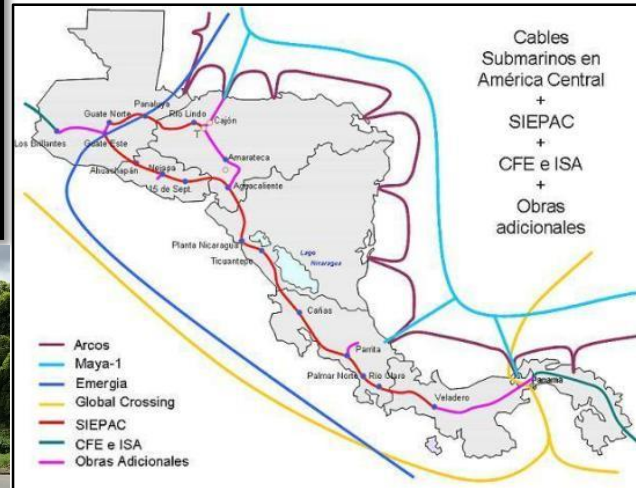 Cables
Submarinos en
América Central
+
SIEPAC
+
CFE e ISA
+
Obras
adicionales
Panaluya
Guate Norte
Río Lindo
Cajón
Los Brillantes
Guate Este
Amarateca
Ahuachapán
Nejapa
15 de Sept.
Aguacaliente
Planta Nicaragua
Ticuantepe
Lago
Nicaragua
Cañas
Parrita
Palmar Norte
Río Claro
Veladero
Panamá
Arcos
Maya-1
Emergia
Global Crossing
SIEPAC
CFE e ISA
Obras Adicionales